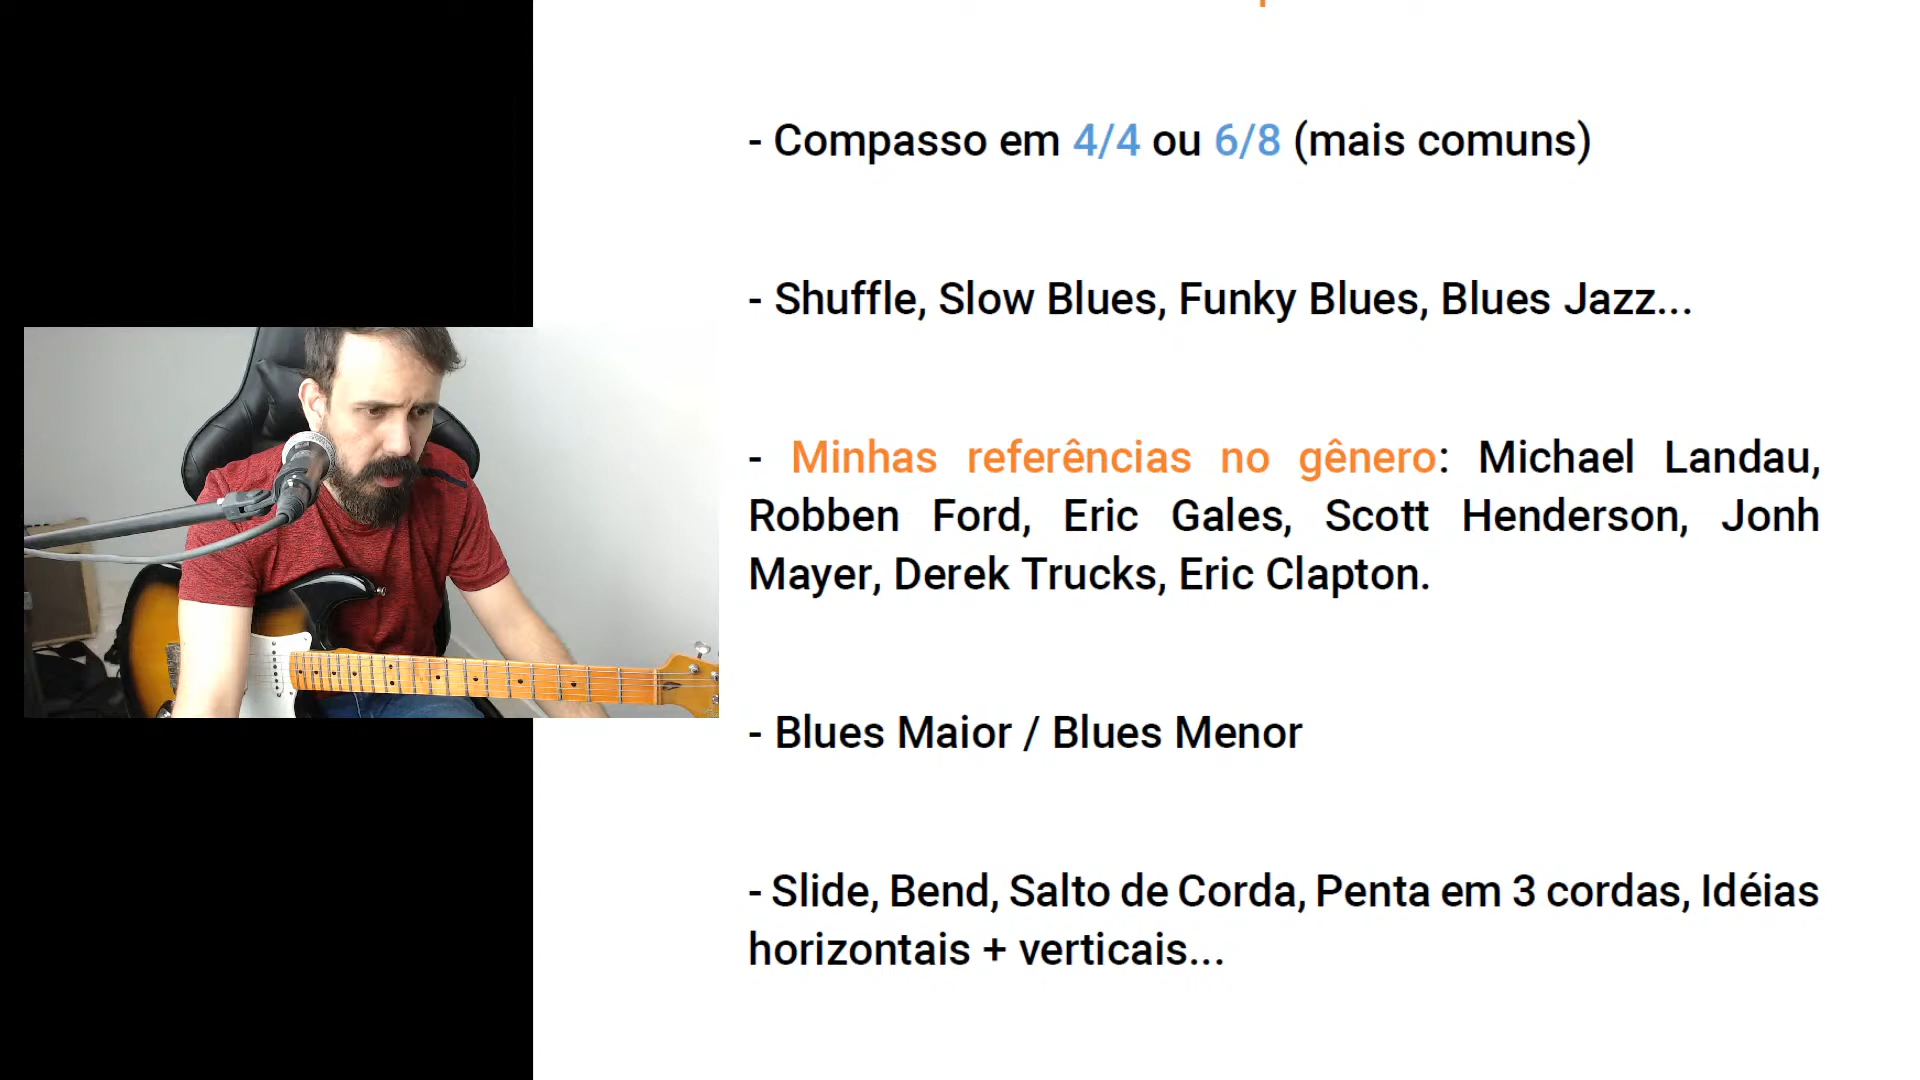 - Compasso em 4/4 ou 6/8 (mais comuns)
- Shuffle, Slow Blues, Funky Blues, Blues Jazz...
- Minhas referências no gênero: Michael Landau,
Robben Ford, Eric Gales, Scott Henderson, Jonh
Mayer, Derek Trucks, Eric Clapton.
- Blues Maior / Blues Menor
- Slide, Bend, Salto de Corda, Penta em 3 cordas, Idéias
horizontais + verticais...